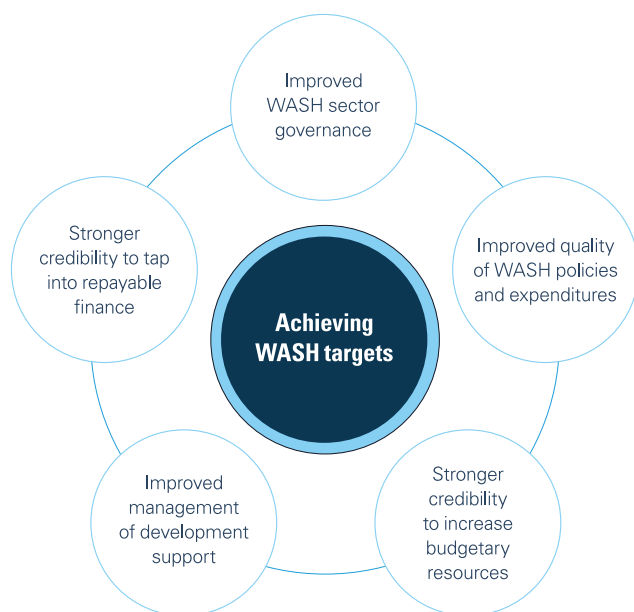 Improved
WASH sector
governance
Stronger
credibility to tap
into repayable
finance
Improved quality
of WASH policies
and expenditures
Achieving
WASH targets
Improved
management
of development
support
Stronger
credibility
to increase
budgetary
resources